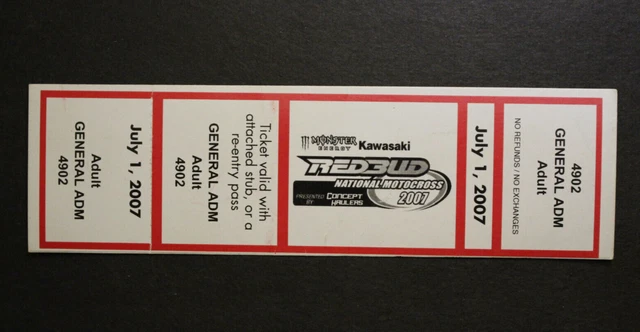 Adult
GENERAL ADM
4902
July 1, 2007
GENERAL ADM
Adult
4902
Ticket valid with
attached stub, or a
re-entry pass
MONSTER
ENERGY
Kawasaki
REDBUD
NATIONAL MOTOCROSS
2007
PRESENTED
BY
CONCEPT
HAULERS
July 1, 2007
NO REFUNDS / NO EXCHANGES
4902
GENERAL ADM
Adult